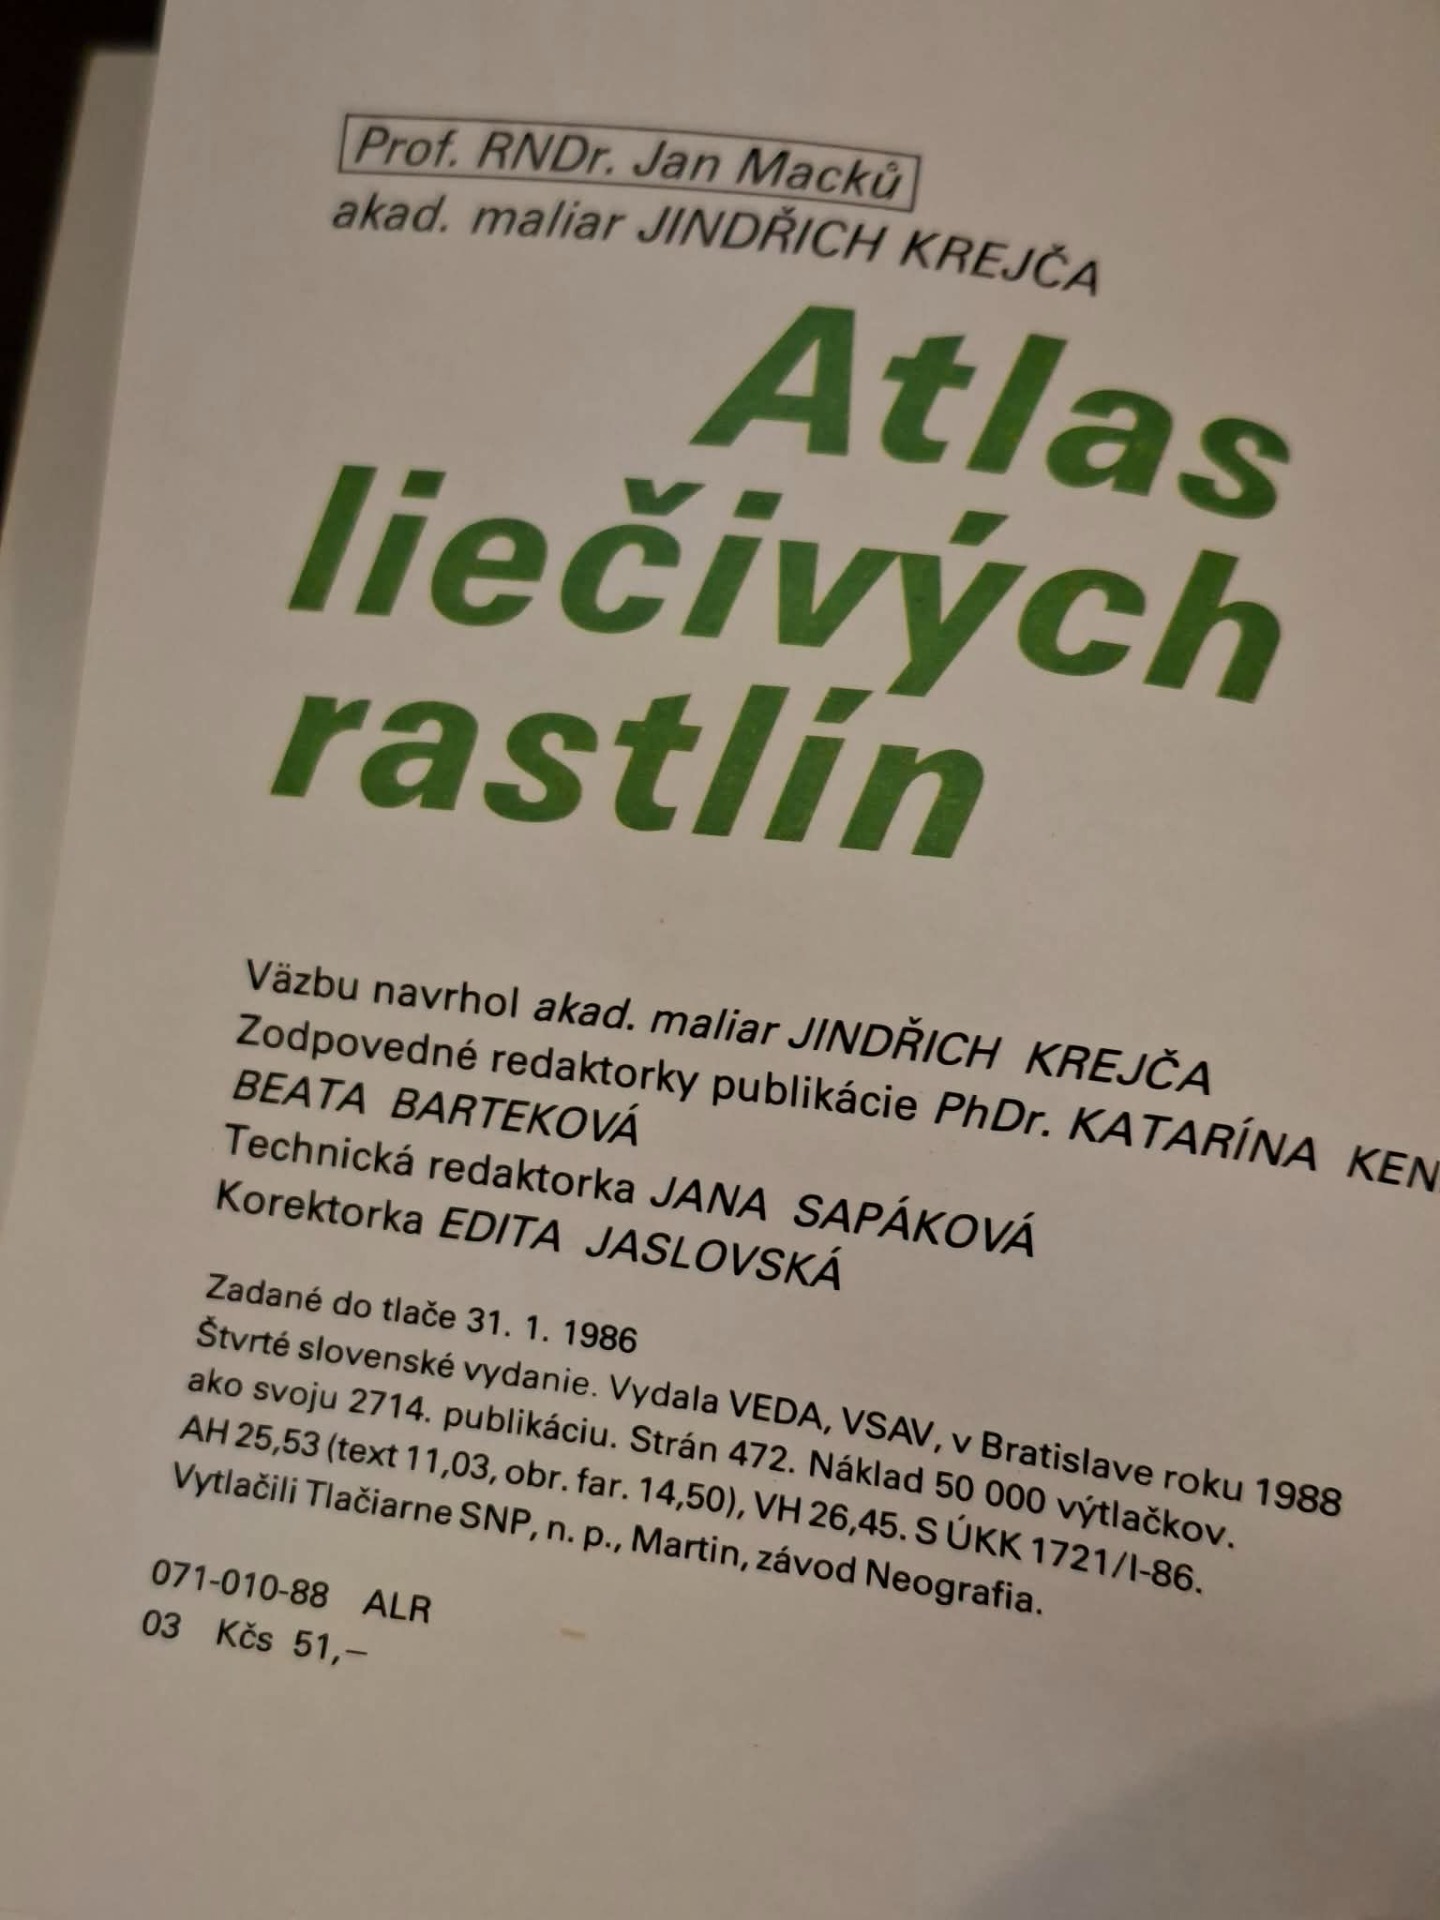 Prof. RNDr. Jan Macků
akad. maliar JINDŘICH KREJČA
Atlas
liečivých
rastlín
Väzbu navrhol akad. maliar JINDŘICH KREJČA
Zodpovedné redaktorky publikácie PhDr. KATARÍNA KEN
BEATA BARTEKOVÁ
Technická redaktorka JANA SAPÁKOVÁ
Korektorka EDITA JASLOVSKÁ
Zadané do tlače 31. 1. 1986
Štvrté slovenské vydanie. Vydala VEDA, VSAV, v Bratislave roku 1988
ako svoju 2714. publikáciu. Strán 472. Náklad 50 000 výtlačkov.
AH 25,53 (text 11,03, obr. far. 14,50), VH 26,45. S ÚKK 1721/I-86.
Vytlačili Tlačiarne SNP, n. p., Martin, závod Neografia.
071-010-88 ALR
03 Kčs 51,–